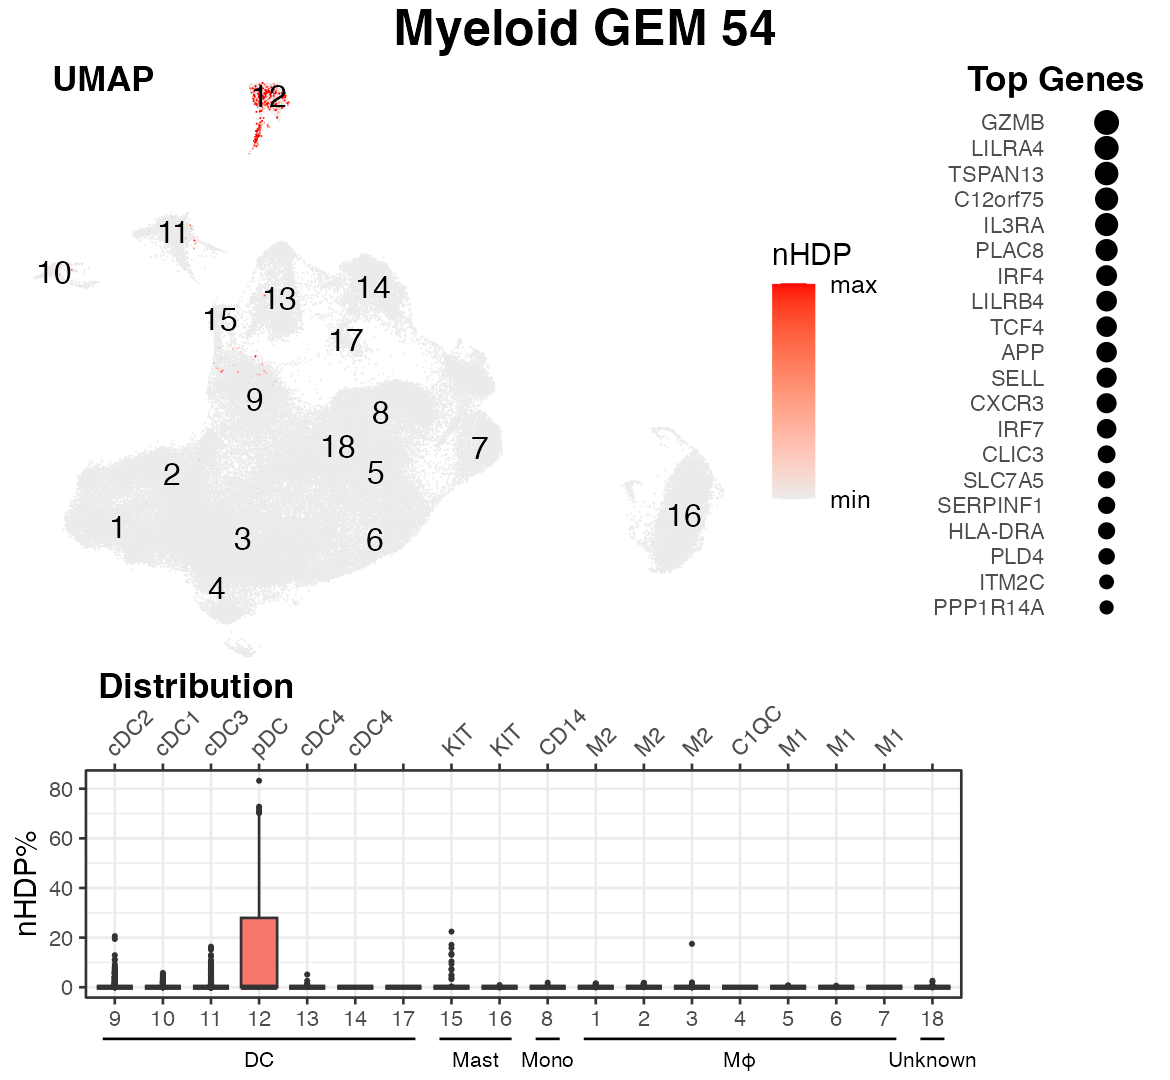 Myeloid GEM 54
UMAP
12
11
10
13
14
15
17
9
8
18
7
2
5
1
3
6
4
16
nHDP
max
min
Top Genes
GZMB
LILRA4
TSPAN13
C12orf75
IL3RA
PLAC8
IRF4
LILRB4
TCF4
APP
SELL
CXCR3
IRF7
CLIC3
SLC7A5
SERPINF1
HLA-DRA
PLD4
ITM2C
PPP1R14A
Distribution
cDC2 cDC1 cDC3 pDC cDC4 cDC4 KIT KIT CD14 M2 M2 M2 C1QC M1 M1 M1
nHDP%
80
60
40
20
0
9 10 11 12 13 14 17 15 16 8 1 2 3 4 5 6 7 18
DC Mast Mono Mϕ Unknown